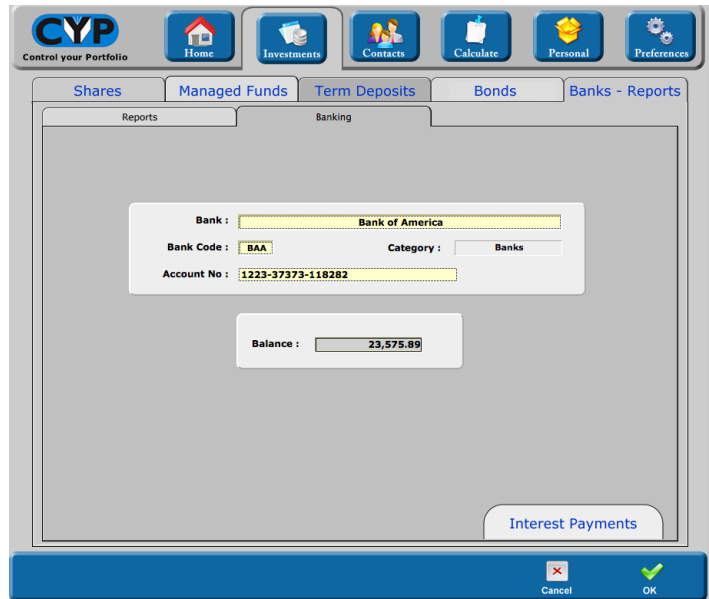 CYP
Control your Portfolio
Home Investments Contacts Calculate Personal Preferences
Shares Managed Funds Term Deposits Bonds Banks - Reports
Reports Banking
Bank : Bank of America
Bank Code : BAA Category : Banks
Account No : 1223-37373-118282
Balance : 23,575.89
Interest Payments
Cancel OK